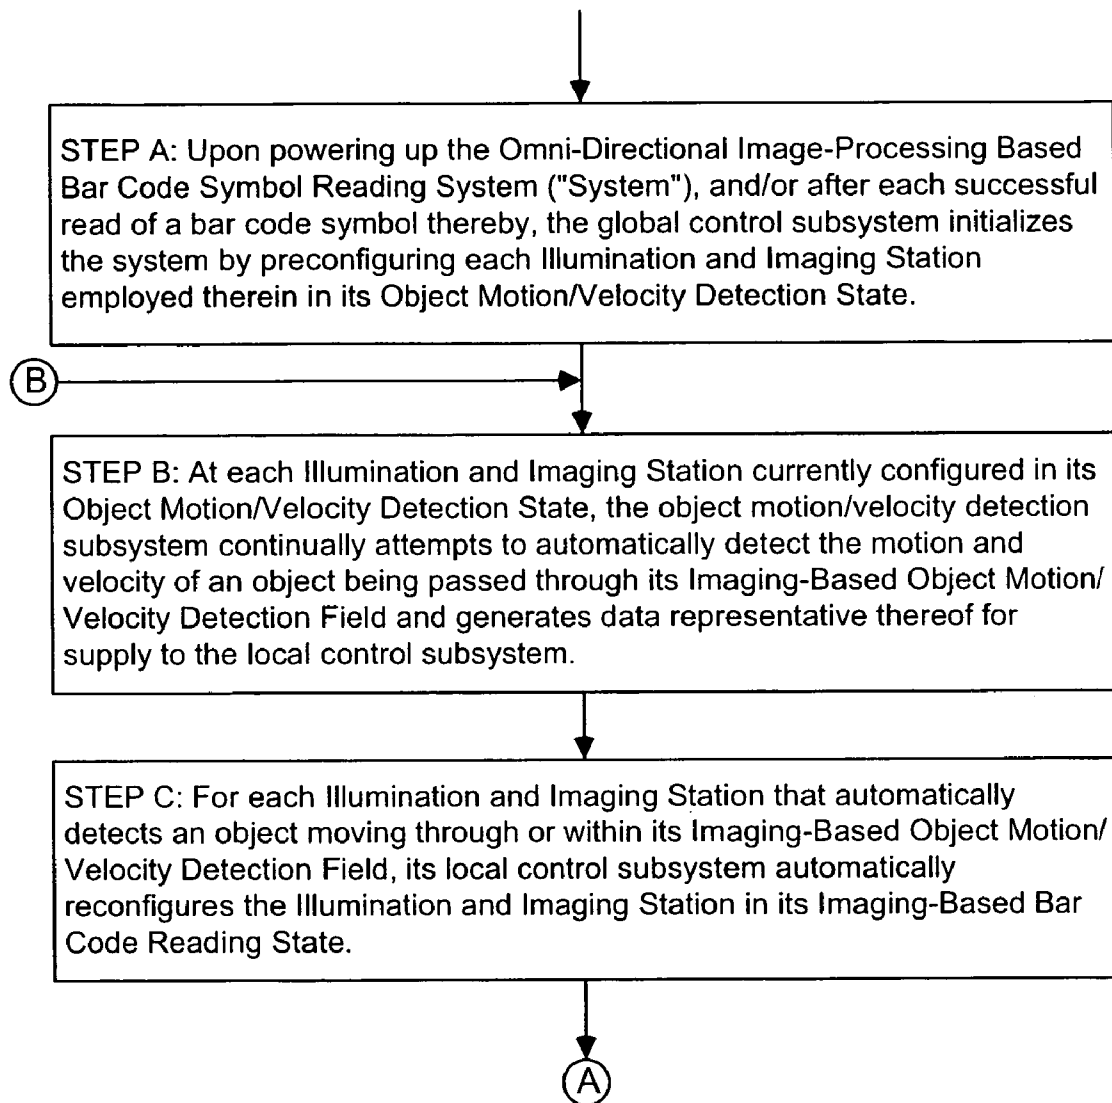 STEP A: Upon powering up the Omni-Directional Image-Processing Based
Bar Code Symbol Reading System ("System"), and/or after each successful
read of a bar code symbol thereby, the global control subsystem initializes
the system by preconfiguring each Illumination and Imaging Station
employed therein in its Object Motion/Velocity Detection State.
B
STEP B: At each Illumination and Imaging Station currently configured in its
Object Motion/Velocity Detection State, the object motion/velocity detection
subsystem continually attempts to automatically detect the motion and
velocity of an object being passed through its Imaging-Based Object Motion/
Velocity Detection Field and generates data representative thereof for
supply to the local control subsystem.
STEP C: For each Illumination and Imaging Station that automatically
detects an object moving through or within its Imaging-Based Object Motion/
Velocity Detection Field, its local control subsystem automatically
reconfigures the Illumination and Imaging Station in its Imaging-Based Bar
Code Reading State.
A